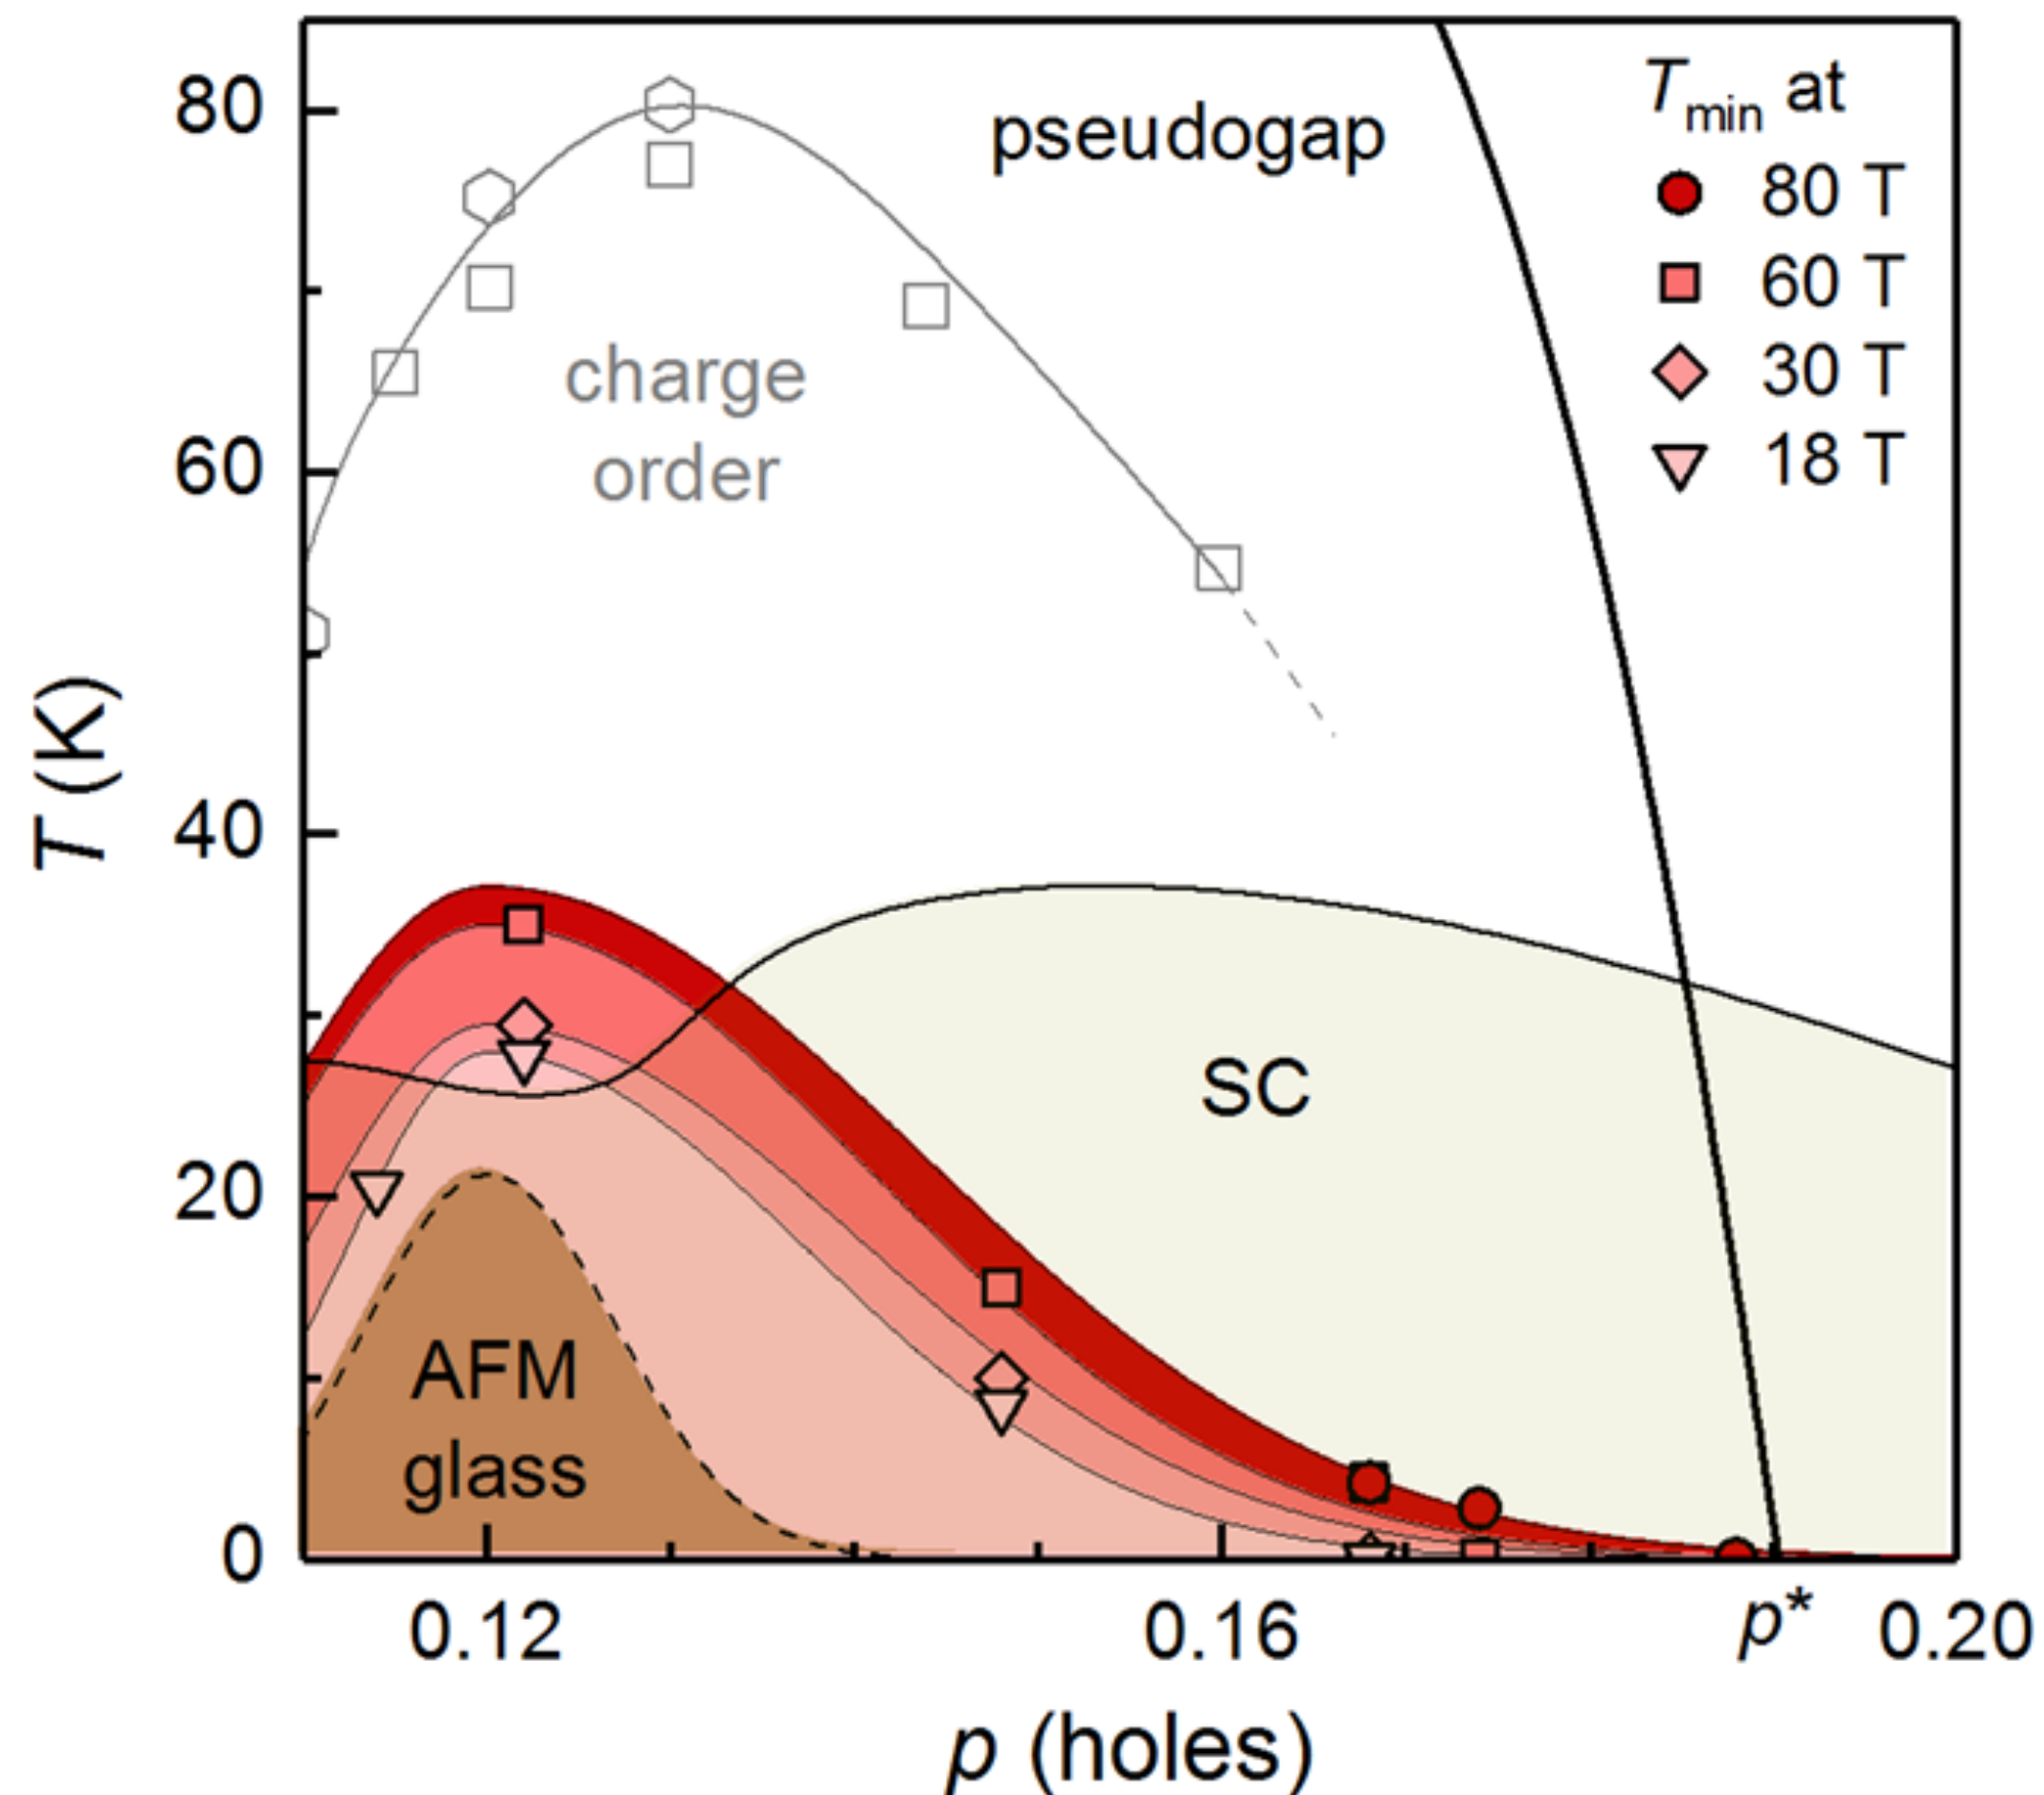 80
60
40
20
0
T (K)
pseudogap
charge
order
SC
AFM
glass
Tmin at
80 T
60 T
30 T
18 T
0.12
0.16
p*
0.20
p (holes)